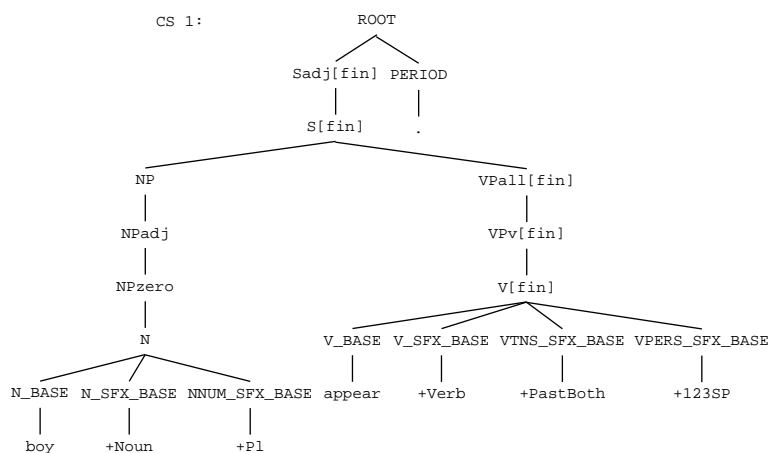 CS 1: ROOT
Sadj[fin] PERIOD
S[fin] .
NP VPall[fin]
NPadj VPv[fin]
NPzero V[fin]
N V_BASE V_SFX_BASE VTNS_SFX_BASE VPERS_SFX_BASE
N_BASE N_SFX_BASE NNUM_SFX_BASE appear +Verb +PastBoth +123SP
boy +Noun +Pl